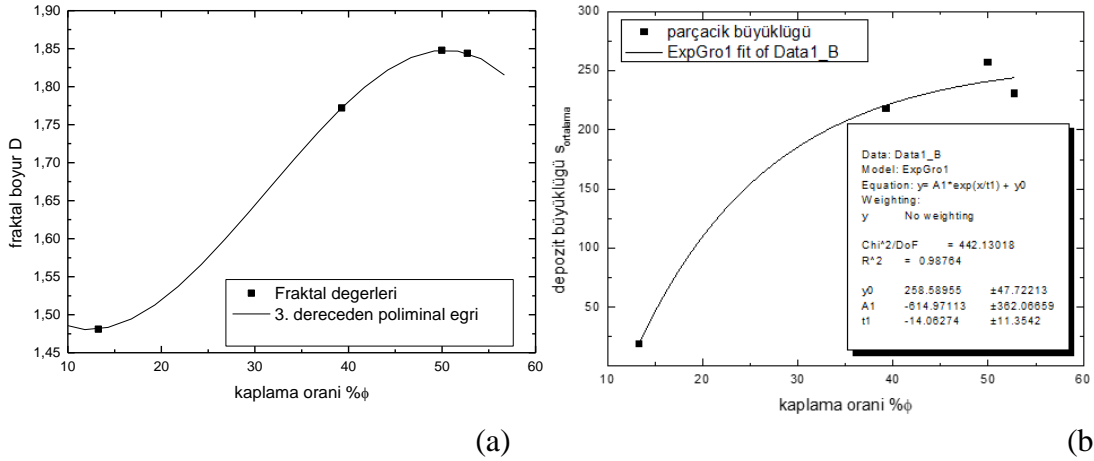 1,90
1,85
1,80
1,75
1,70
1,65
1,60
1,55
1,50
1,45
fraktal boyur D
Fraktal degerleri
3. dereceden poliminal egri
10 20 30 40 50 60
kaplama orani %ϕ
(a)
300
250
200
150
100
50
depozit büyüklügü s_ortalama
parçacik büyüklügü
ExpGro1 fit of Data1_B
Data: Data1_B
Model: ExpGro1
Equation: y= A1*exp(x/t1) + y0
Weighting:
y No weighting
Chi^2/DoF = 442.13018
R^2 = 0.98764
y0 258.58955 ±47.72213
A1 -614.97113 ±362.06659
t1 -14.06274 ±11.3542
10 20 30 40 50 60
kaplama orani %ϕ
(b